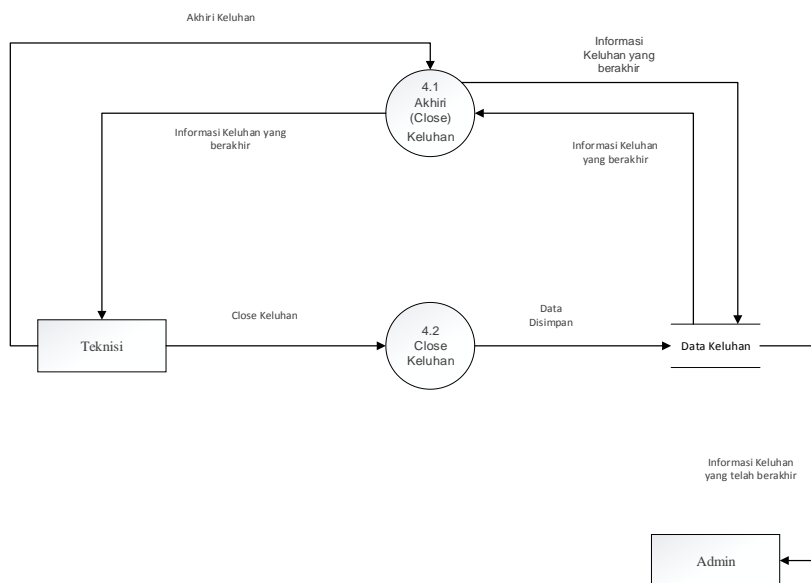 Akhiri Keluhan
Informasi
Keluhan yang
berakhir
4.1
Akhiri
(Close)
Keluhan
Informasi Keluhan yang
berakhir
Informasi Keluhan
yang berakhir
Close Keluhan
Data
Disimpan
4.2
Close
Keluhan
Teknisi
Data Keluhan
Informasi Keluhan
yang telah berakhir
Admin